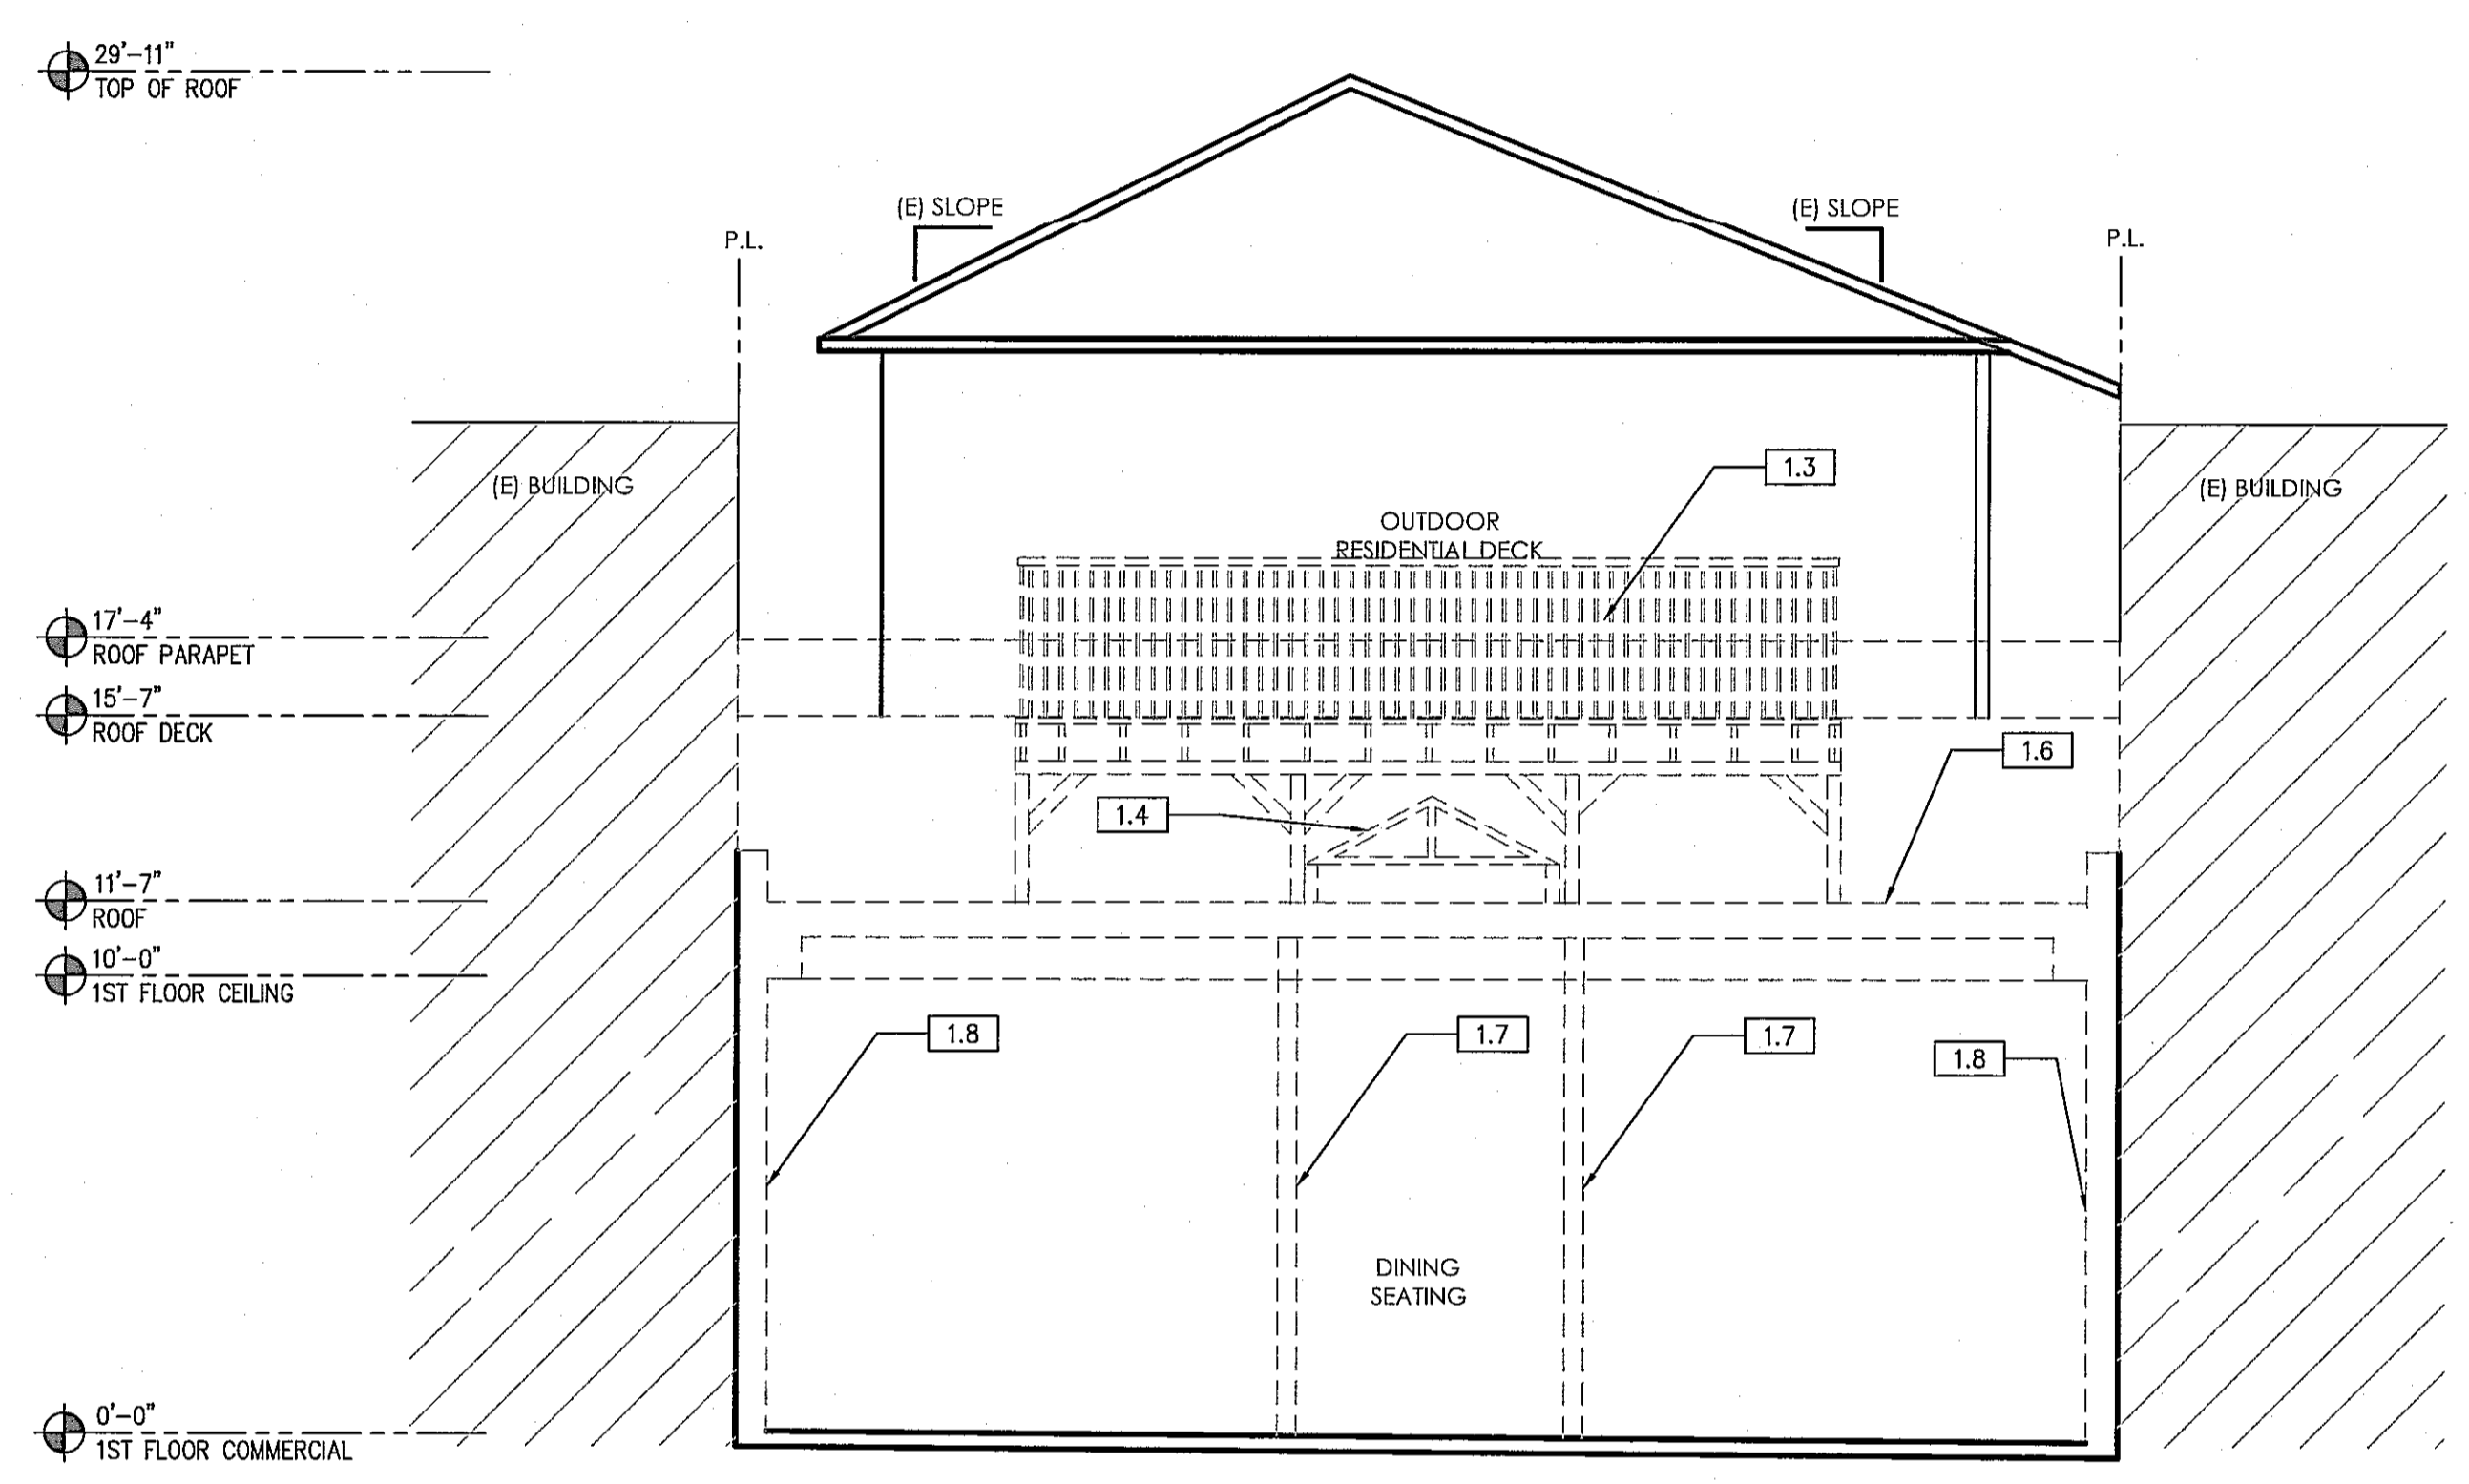 29'-11"
TOP OF ROOF
(E) SLOPE
(E) SLOPE
P.L.
P.L.
1.3
(E) BUILDING
(E) BUILDING
OUTDOOR
RESIDENTIAL DECK
17'-4"
ROOF PARAPET
15'-7"
ROOF DECK
1.6
1.4
11'-7"
ROOF
10'-0"
1ST FLOOR CEILING
1.8
1.7
1.7
1.8
DINING
SEATING
0'-0"
1ST FLOOR COMMERCIAL